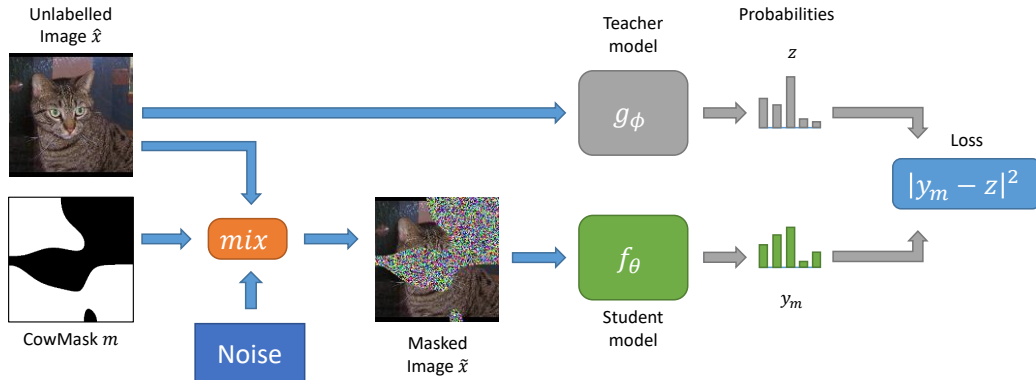 Unlabelled
Image x̂
Teacher
model
Probabilities
z
g_ϕ
Loss
|y_m − z|²
mix
f_θ
y_m
CowMask m
Noise
Masked
Image x̃
Student
model